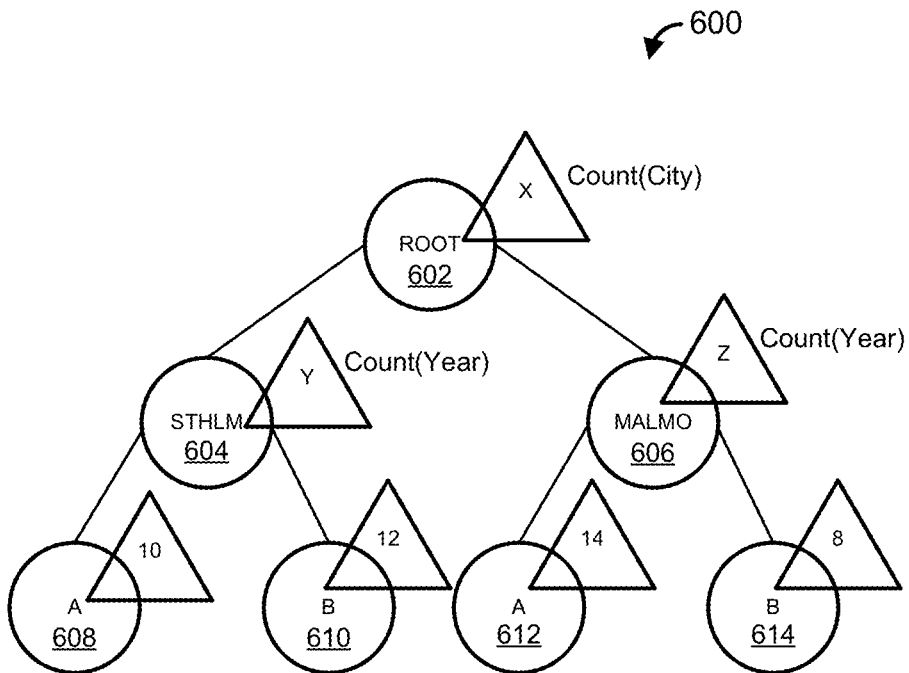 600
X
Count(City)
ROOT
602
Y
Count(Year)
Z
Count(Year)
STHLM
604
MALMO
606
10
12
14
8
A
608
B
610
A
612
B
614